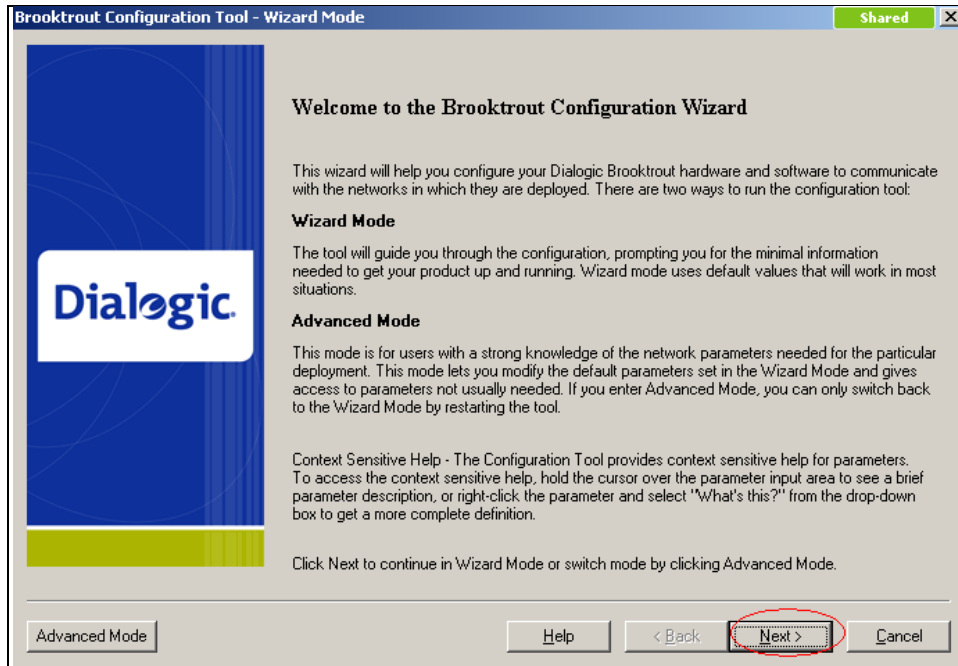 Brooktrout Configuration Tool - Wizard Mode
Shared
Welcome to the Brooktrout Configuration Wizard
This wizard will help you configure your Dialogic Brooktrout hardware and software to communicate
with the networks in which they are deployed. There are two ways to run the configuration tool:
Wizard Mode
The tool will guide you through the configuration, prompting you for the minimal information
needed to get your product up and running. Wizard mode uses default values that will work in most
situations.
Dialogic.
Advanced Mode
This mode is for users with a strong knowledge of the network parameters needed for the particular
deployment. This mode lets you modify the default parameters set in the Wizard Mode and gives
access to parameters not usually needed. If you enter Advanced Mode, you can only switch back
to the Wizard Mode by restarting the tool.
Context Sensitive Help - The Configuration Tool provides context sensitive help for parameters.
To access the context sensitive help, hold the cursor over the parameter input area to see a brief
parameter description, or right-click the parameter and select "What's this?" from the drop-down
box to get a more complete definition.
Click Next to continue in Wizard Mode or switch mode by clicking Advanced Mode.
Advanced Mode
Help
< Back
Next >
Cancel